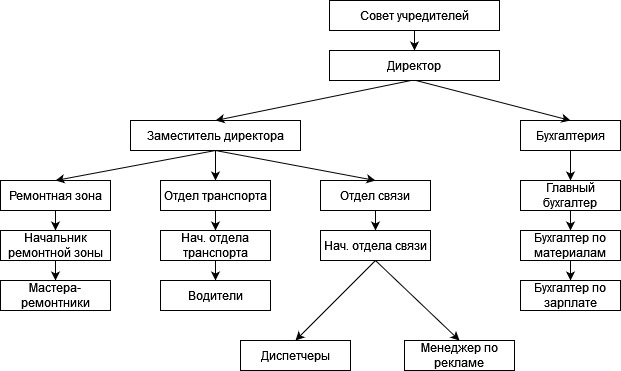 Совет учредителей
Директор
Заместитель директора
Бухгалтерия
Ремонтная зона
Отдел транспорта
Отдел связи
Главный
бухгалтер
Начальник
ремонтной зоны
Нач. отдела
транспорта
Нач. отдела связи
Бухгалтер по
материалам
Мастера-
ремонтники
Водители
Бухгалтер по
зарплате
Диспетчеры
Менеджер по
рекламе